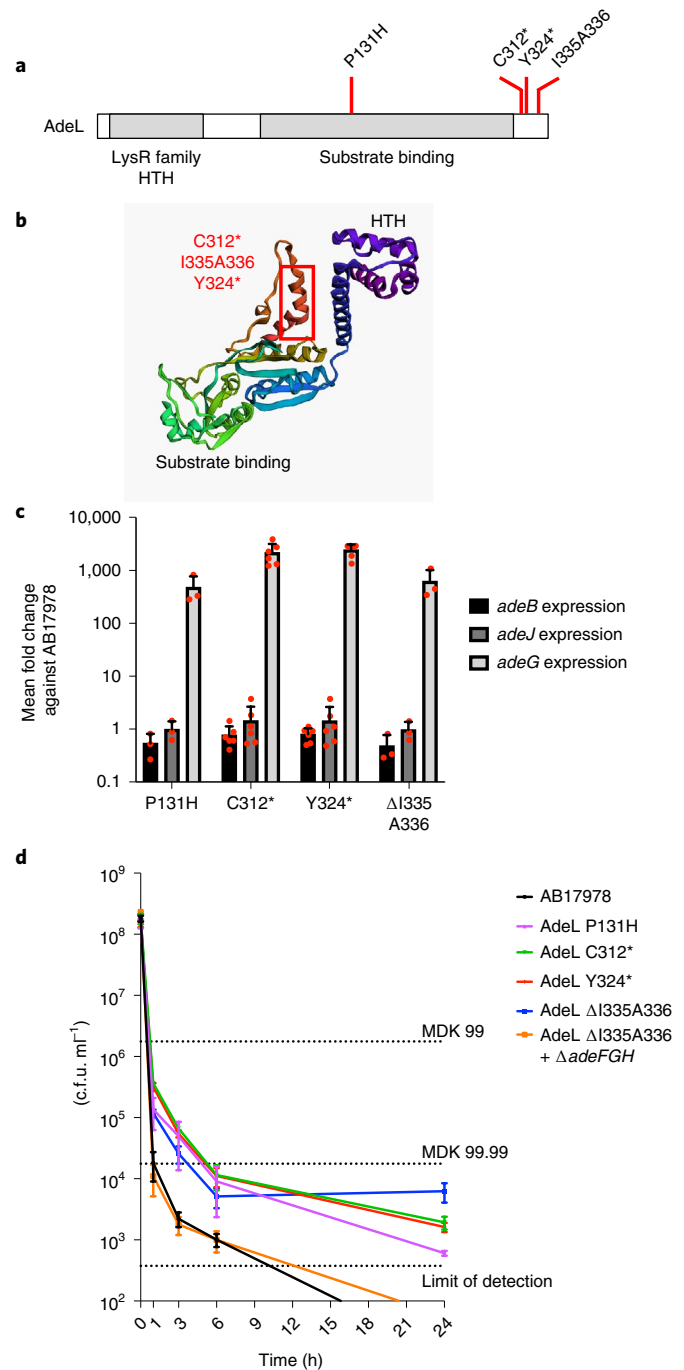 a
P131H
C312*
Y324*
I335A336
AdeL
LysR family
HTH
Substrate binding
b
C312*
I335A336
Y324*
HTH
Substrate binding
c
Mean fold change
against AB17978
10,000
1,000
100
10
1
0.1
P131H
C312*
Y324*
ΔI335
A336
adeB expression
adeJ expression
adeG expression
d
(c.f.u. ml⁻¹)
10⁹
10⁸
10⁷
10⁶
10⁵
10⁴
10³
10²
MDK 99
MDK 99.99
Limit of detection
0 1 3 6 9 12 15 18 21 24
Time (h)
AB17978
AdeL P131H
AdeL C312*
AdeL Y324*
AdeL ΔI335A336
AdeL ΔI335A336
+ ΔadeFGH